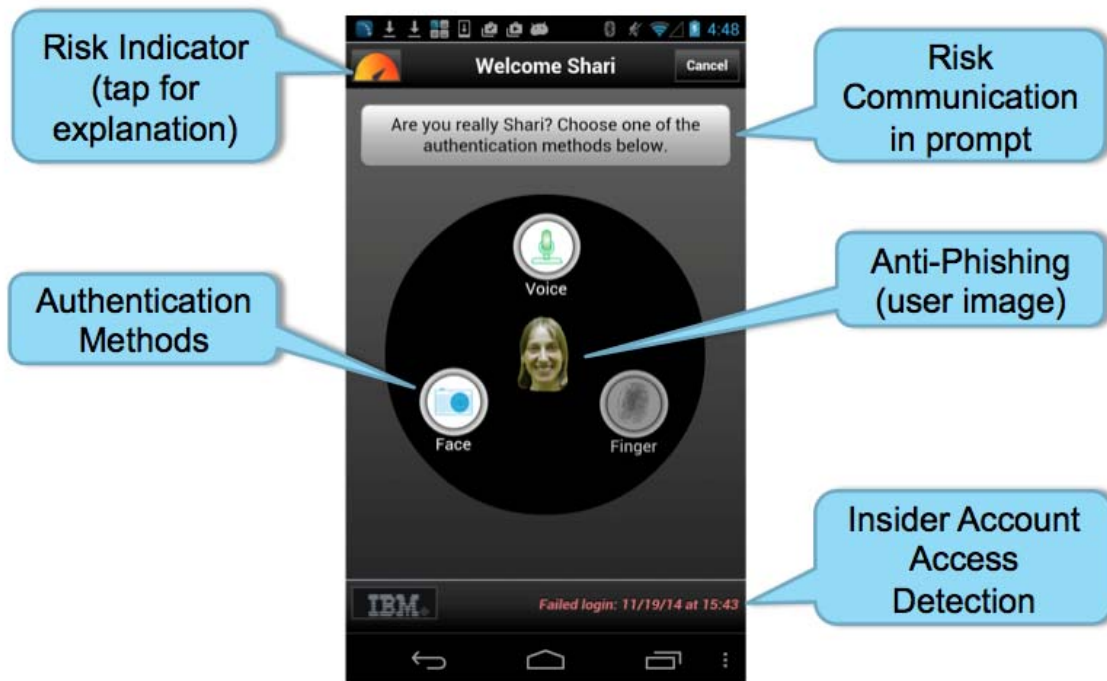 Risk Indicator
(tap for
explanation)
4:48
Welcome Shari
Cancel
Risk
Communication
in prompt
Are you really Shari? Choose one of the
authentication methods below.
Voice
Anti-Phishing
(user image)
Authentication
Methods
Face
Finger
Insider Account
Access
Detection
IBM
Failed login: 11/19/14 at 15:43